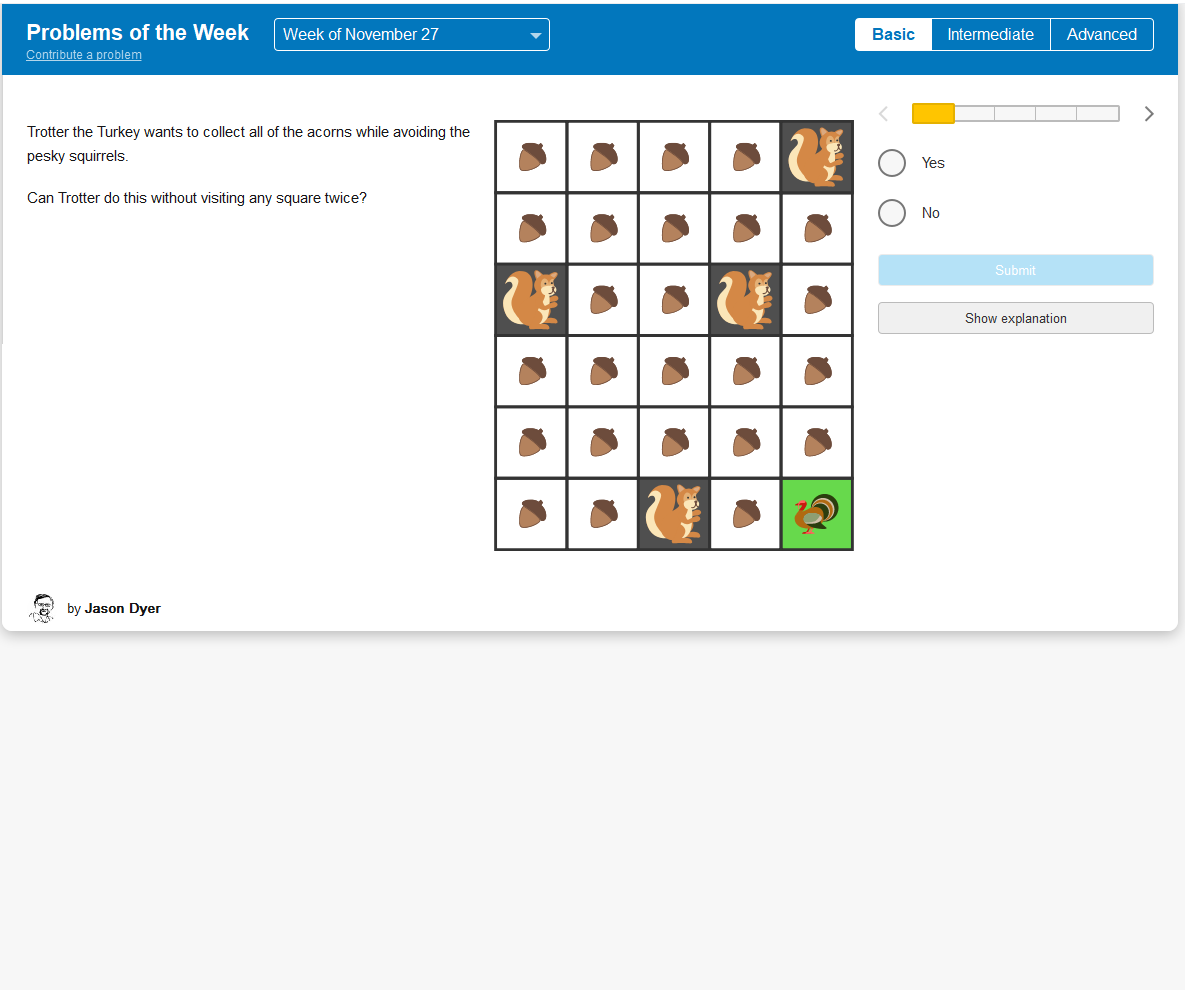 Problems of the Week
Contribute a problem
Week of November 27
Basic
Intermediate
Advanced
Trotter the Turkey wants to collect all of the acorns while avoiding the
pesky squirrels.
Can Trotter do this without visiting any square twice?
Yes
No
Submit
Show explanation
by Jason Dyer